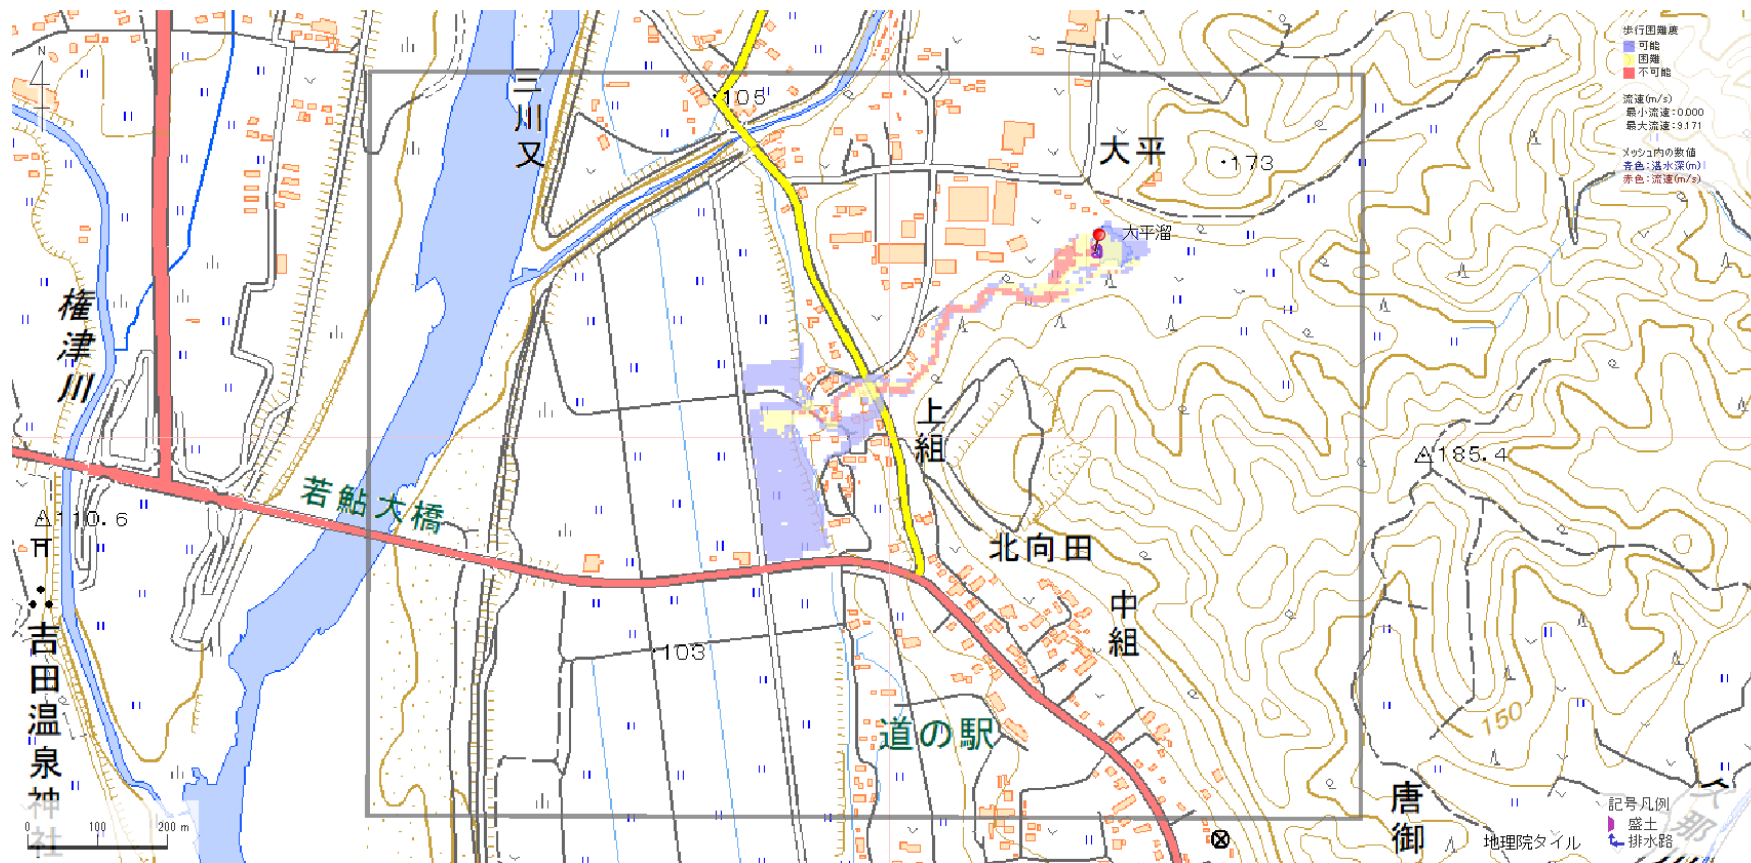 歩行困難度
可能
困難
不可能
流速(m/s)
最小流速:0.000
最大流速:9.171
メッシュ内の数値
青色:湛水深(m)
赤色:流速(m/s)
N
三川又
105
大平
173
大平溜
権津川
上組
185.4
若鮎大橋
110.6
北向田
中組
103
吉田温泉神社
道の駅
150
唐御
久那
0 100 200 m
記号凡例
盛土
排水路
地理院タイル